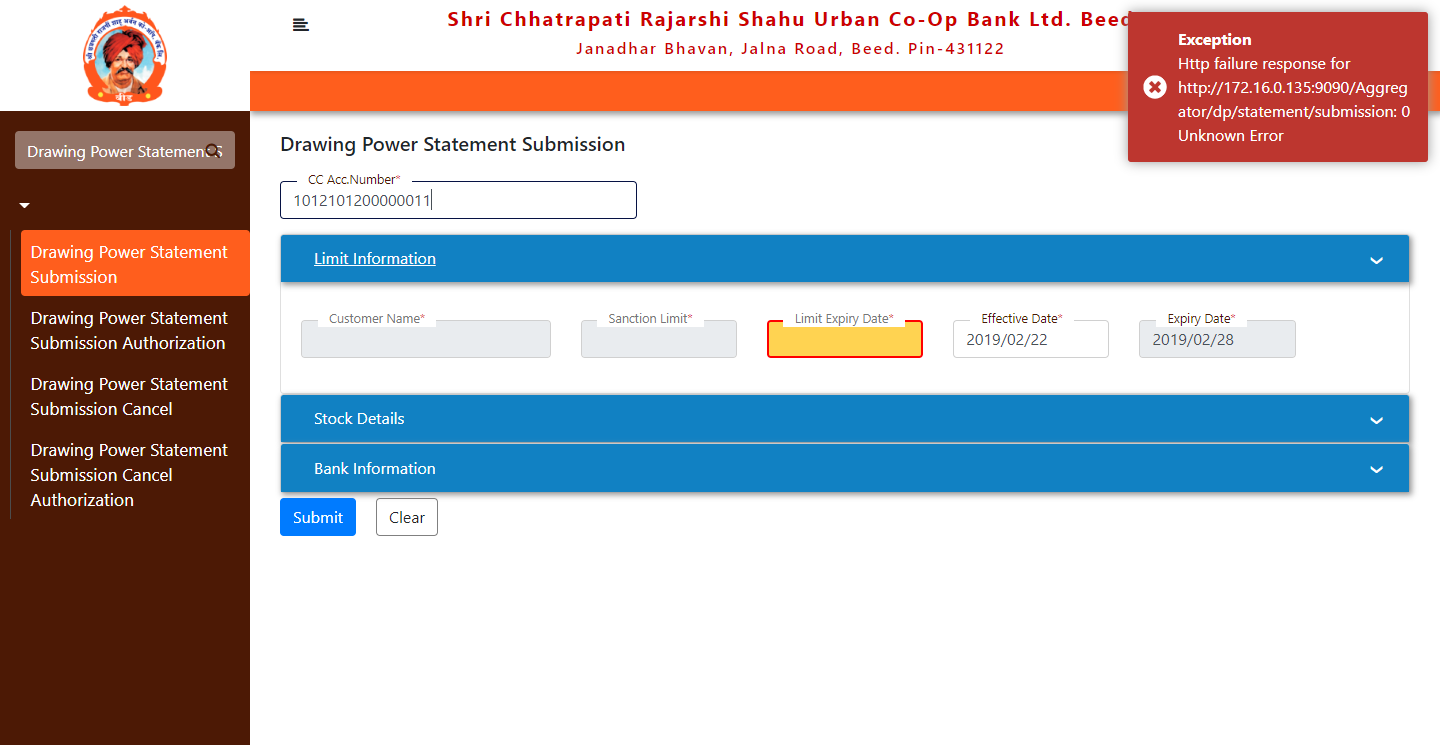 बीड
Shri Chhatrapati Rajarshi Shahu Urban Co-Op Bank Ltd. Beed
Janadhar Bhavan, Jalna Road, Beed. Pin-431122
Exception
Http failure response for
http://172.16.0.135:9090/Aggreg
ator/dp/statement/submission: 0
Unknown Error
Drawing Power Statement S
Drawing Power Statement
Submission
Drawing Power Statement
Submission Authorization
Drawing Power Statement
Submission Cancel
Drawing Power Statement
Submission Cancel
Authorization
Drawing Power Statement Submission
CC Acc.Number*
1012101200000011
Limit Information
Customer Name* Sanction Limit* Limit Expiry Date* Effective Date* Expiry Date*
2019/02/22 2019/02/28
Stock Details
Bank Information
Submit Clear